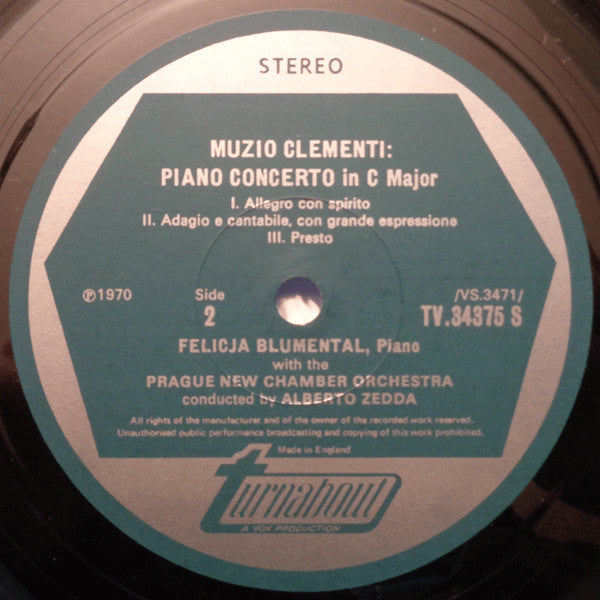 STEREO
MUZIO CLEMENTI:
PIANO CONCERTO in C Major
I. Allegro con spirito
II. Adagio e cantabile, con grande espressione
III. Presto
℗1970 Side 2 /VS.3471/ TV.34375 S
FELICJA BLUMENTAL, Piano
with the
PRAGUE NEW CHAMBER ORCHESTRA
conducted by ALBERTO ZEDDA
All rights of the manufacturer and of the owner of the recorded work reserved.
Unauthorised public performance broadcasting and copying of this work prohibited.
Made in England
turnabout
A VOX PRODUCTION